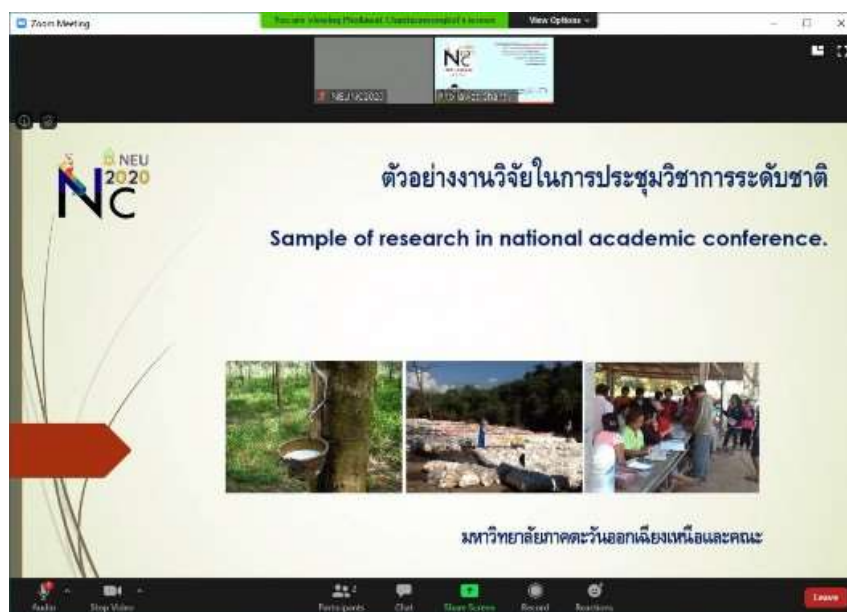 Zoom Meeting
View Options
NEUNC2020
NEU
2020
NC
ตัวอย่างงานวิจัยในการประชุมวิชาการระดับชาติ
Sample of research in national academic conference.
มหาวิทยาลัยภาคตะวันออกเฉียงเหนือและคณะ
Audio
Stop Video
Participants
2
Chat
Share Screen
Record
Reactions
Leave